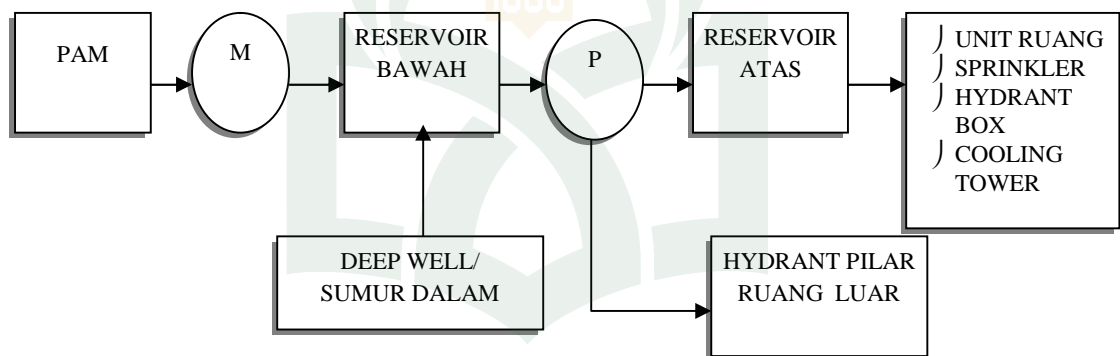 PAM
M
RESERVOIR
BAWAH
P
RESERVOIR
ATAS
UNIT RUANG
SPRINKLER
HYDRANT
BOX
COOLING
TOWER
DEEP WELL/
SUMUR DALAM
HYDRANT PILAR
RUANG LUAR